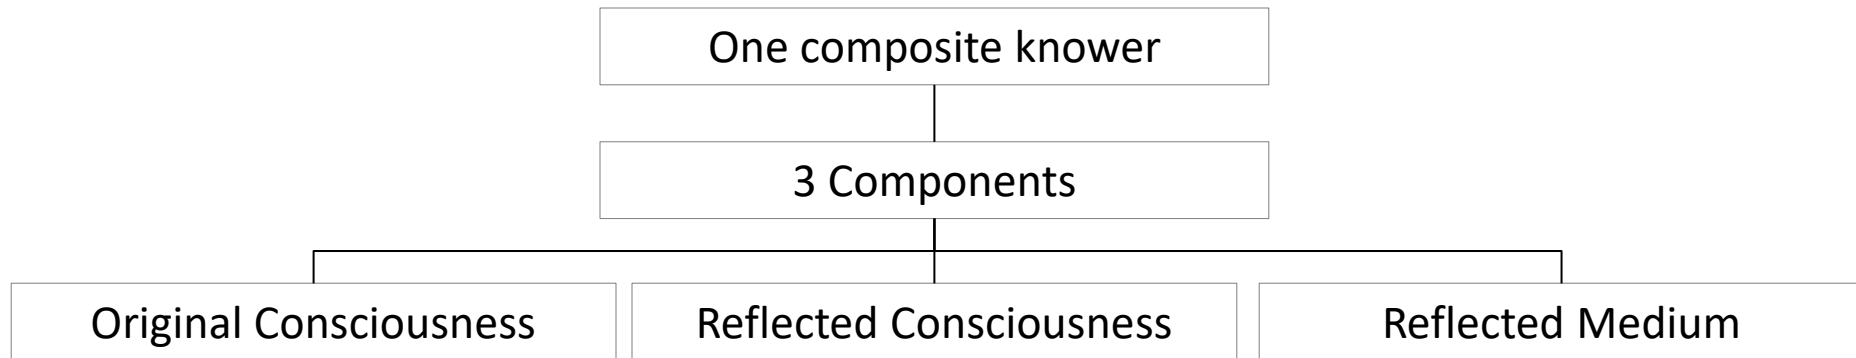 One composite knower
3 Components
Original Consciousness
Reflected Consciousness
Reflected Medium